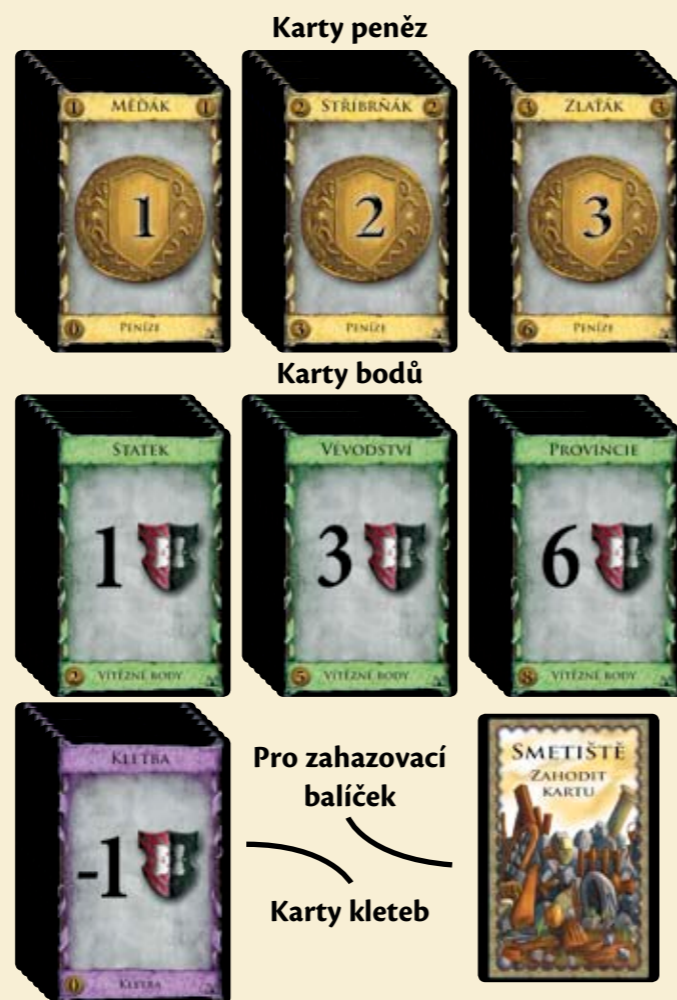 Karty peněz
1 MĚĎÁK 1
2 STŘÍBRŇÁK 2
3 ZLAŤÁK 3
1
2
3
0 PENÍZE
3 PENÍZE
6 PENÍZE
Karty bodů
STATEK
VÉVODSTVÍ
PROVINCIE
1
3
6
2 VÍTĚZNÉ BODY
5 VÍTĚZNÉ BODY
8 VÍTĚZNÉ BODY
KLETBA
-1
0 KLETBA
Pro zahazovací
balíček
Karty kleteb
SMETIŠTĚ
ZAHODIT
KARTU